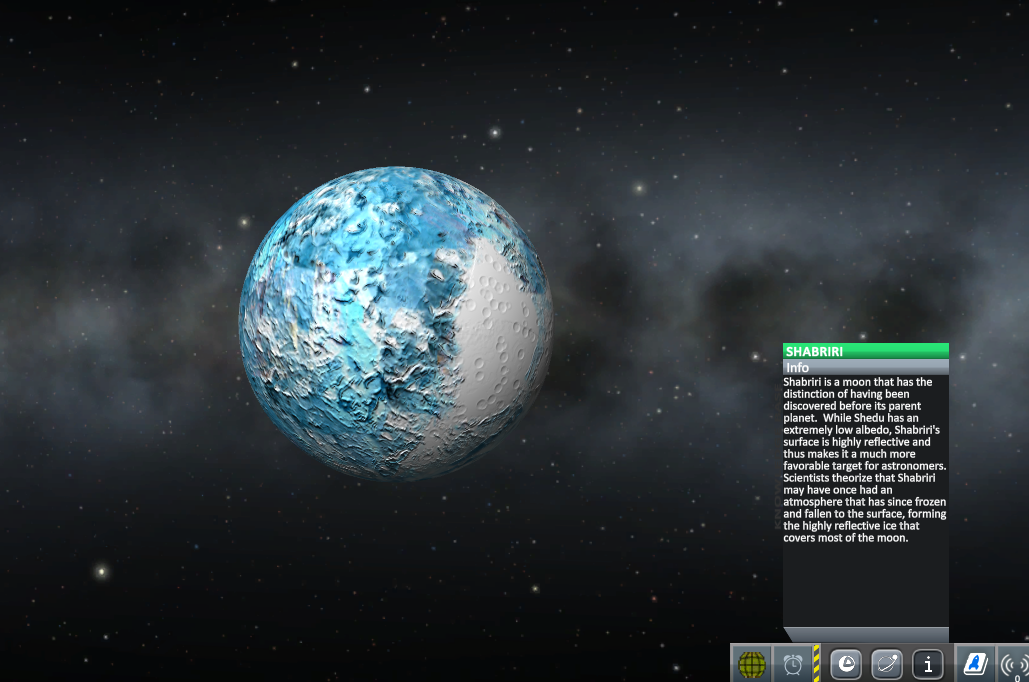 SHABRIRI
Info
Shabriri is a moon that has the
distinction of having been
discovered before its parent
planet.  While Shedu has an
extremely low albedo, Shabriri's
surface is highly reflective and
thus makes it a much more
favorable target for astronomers.
Scientists theorize that Shabriri
may have once had an
atmosphere that has since frozen
and fallen to the surface, forming
the highly reflective ice that
covers most of the moon.
i
0